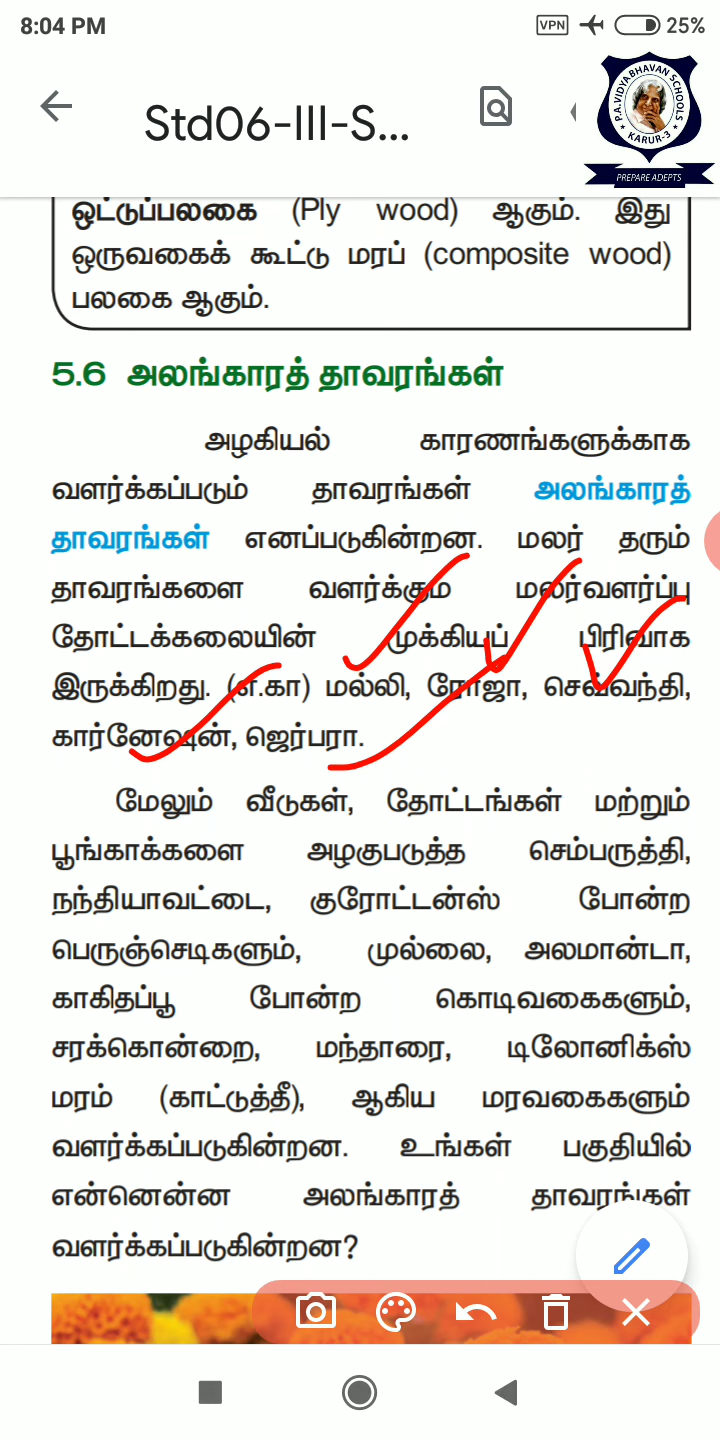 8:04 PM
VPN 25%
Std06-III-S...
P.A.VIDYA BHAVAN SCHOOLS
KARUR-3
PREPARE ADEPTS
ஒட்டுப்பலகை (Ply wood) ஆகும். இது
ஒருவகைக் கூட்டு மரப் (composite wood)
பலகை ஆகும்.
5.6 அலங்காரத் தாவரங்கள்
அழகியல் காரணங்களுக்காக
வளர்க்கப்படும் தாவரங்கள் அலங்காரத்
தாவரங்கள் எனப்படுகின்றன. மலர் தரும்
தாவரங்களை வளர்க்கும் மலர்வளர்ப்பு
தோட்டக்கலையின் முக்கியப் பிரிவாக
இருக்கிறது. (எ.கா) மல்லி, ரோஜா, செவ்வந்தி,
கார்னேஷன், ஜெர்பரா.
மேலும் வீடுகள், தோட்டங்கள் மற்றும்
பூங்காக்களை அழகுபடுத்த செம்பருத்தி,
நந்தியாவட்டை, குரோட்டன்ஸ் போன்ற
பெருஞ்செடிகளும், முல்லை, அலமான்டா,
காகிதப்பூ போன்ற கொடிவகைகளும்,
சரக்கொன்றை, மந்தாரை, டிலோனிக்ஸ்
மரம் (காட்டுத்தீ), ஆகிய மரவகைகளும்
வளர்க்கப்படுகின்றன. உங்கள் பகுதியில்
என்னென்ன அலங்காரத் தாவரங்கள்
வளர்க்கப்படுகின்றன?